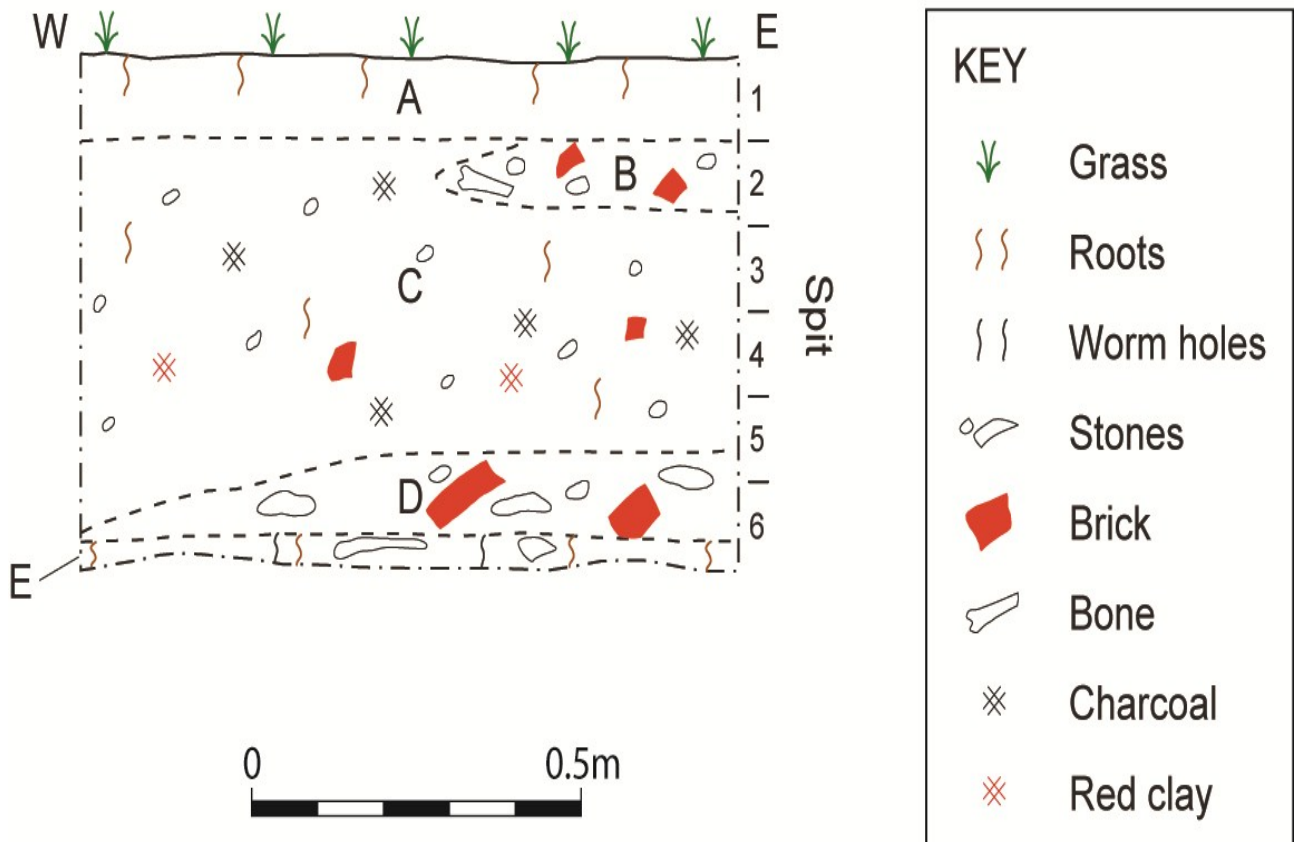 W E
A
1
B
2
3
C
Spit
4
5
D
6
E
0 0.5m
KEY
Grass
Roots
Worm holes
Stones
Brick
Bone
Charcoal
Red clay